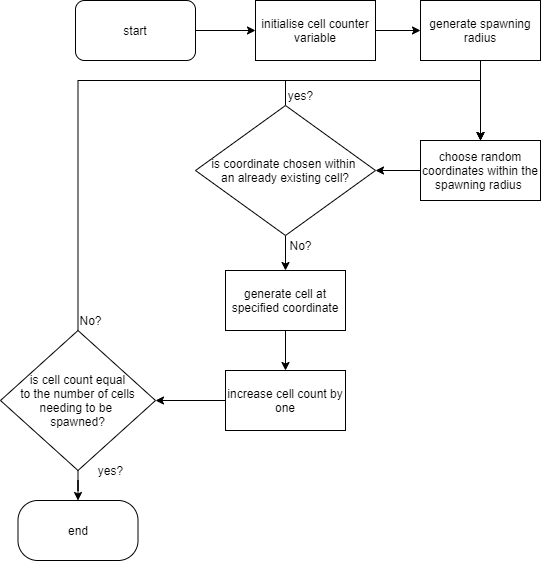 start
initialise cell counter
variable
generate spawning
radius
yes?
is coordinate chosen within
an already existing cell?
choose random
coordinates within the
spawning radius
No?
generate cell at
specified coordinate
No?
is cell count equal
to the number of cells
needing to be
spawned?
increase cell count by
one
yes?
end